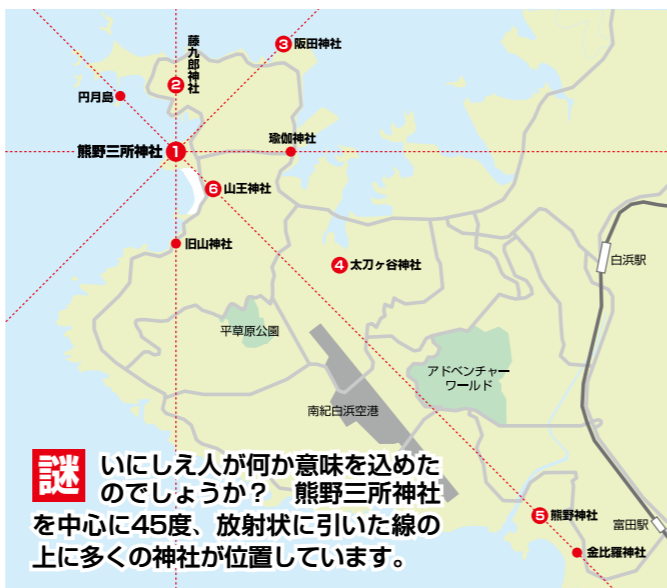 藤九郎神社
②
③ 阪田神社
円月島
熊野三所神社 ①
瑜伽神社
⑥ 山王神社
旧山神社
④ 太刀ヶ谷神社
白浜駅
平草原公園
アドベンチャー
ワールド
南紀白浜空港
謎 いにしえ人が何か意味を込めた
のでしょうか? 熊野三所神社
を中心に45度、放射状に引いた線の
上に多くの神社が位置しています。
⑤ 熊野神社
富田駅
金比羅神社